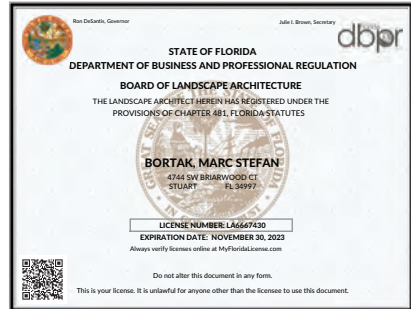 Ron DeSantis, Governor
Julie I. Brown, Secretary
dbpr
STATE OF FLORIDA
DEPARTMENT OF BUSINESS AND PROFESSIONAL REGULATION
BOARD OF LANDSCAPE ARCHITECTURE
THE LANDSCAPE ARCHITECT HEREIN HAS REGISTERED UNDER THE
PROVISIONS OF CHAPTER 481, FLORIDA STATUTES
BORTAK, MARC STEFAN
4744 SW BRIARWOOD CT
STUART FL 34997
LICENSE NUMBER: LA6667430
EXPIRATION DATE: NOVEMBER 30, 2023
Always verify licenses online at MyFloridaLicense.com
Do not alter this document in any form.
This is your license. It is unlawful for anyone other than the licensee to use this document.